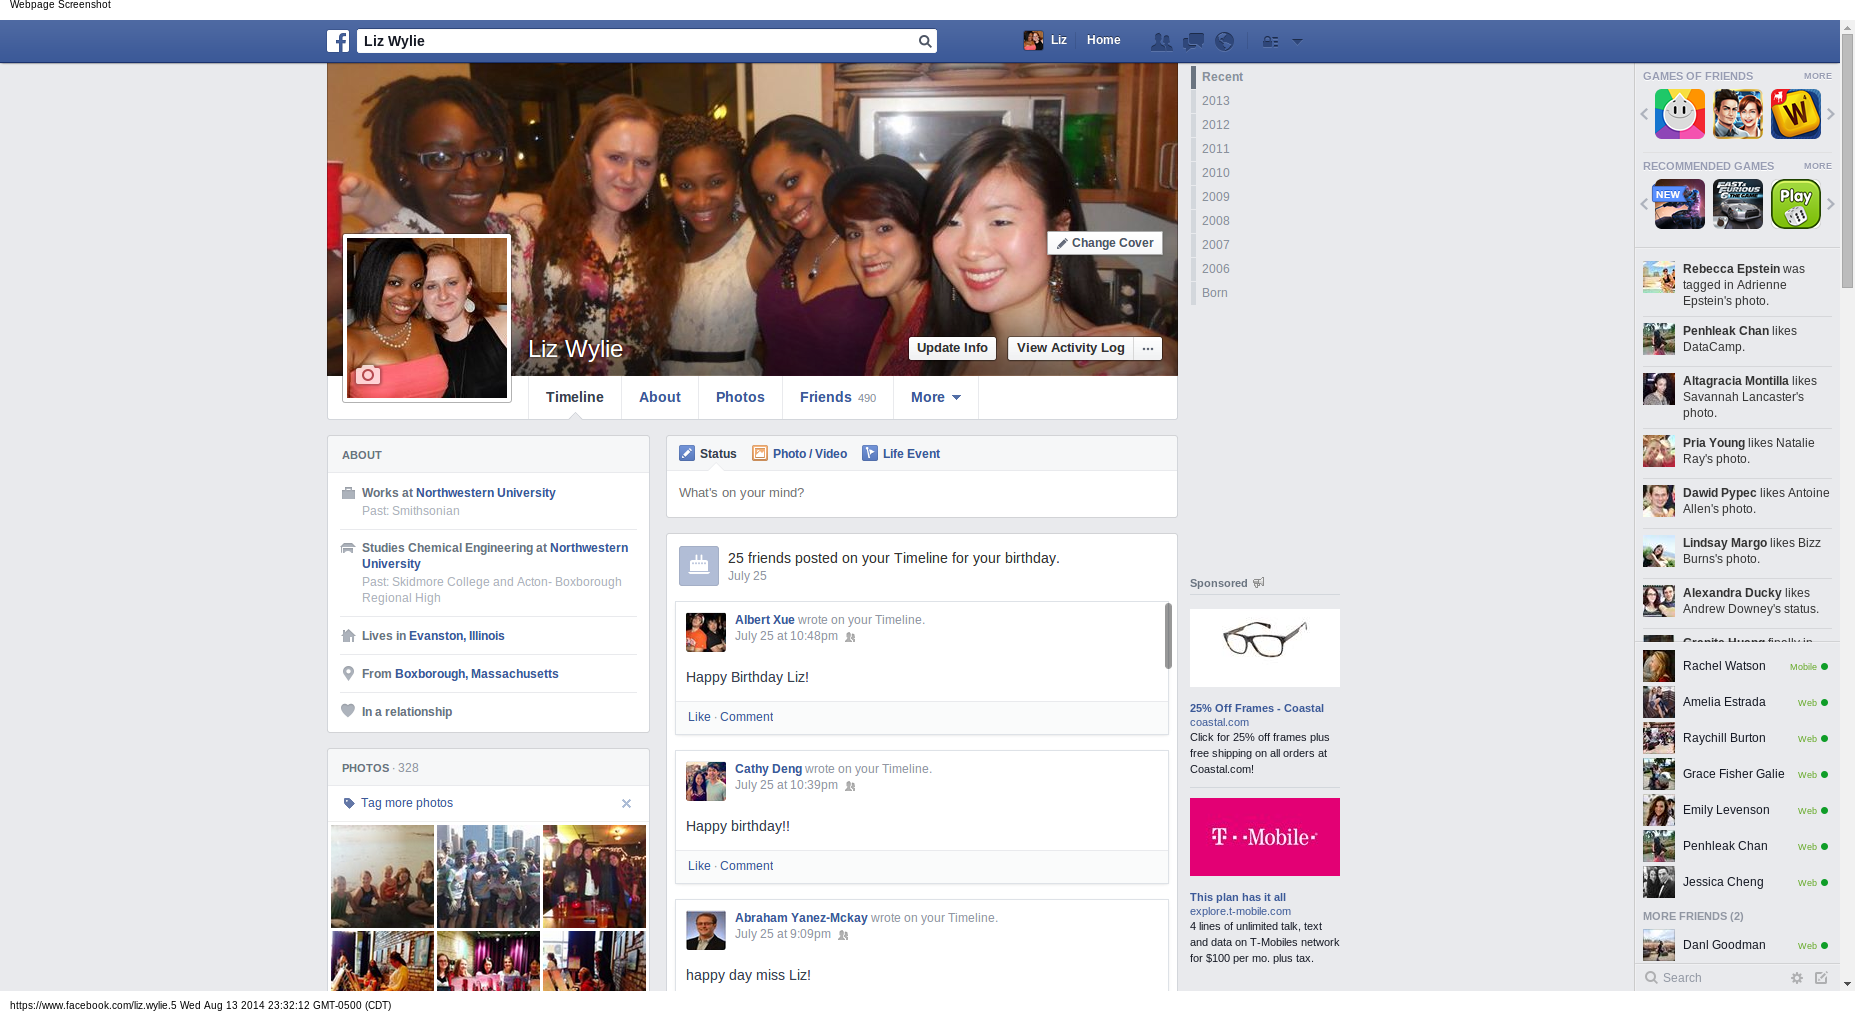 Webpage Screenshot
Liz Wylie
Liz
Home
Recent
2013
2012
2011
2010
2009
2008
2007
2006
Born
Change Cover
Liz Wylie
Update Info
View Activity Log
...
Timeline
About
Photos
Friends 490
More
ABOUT
Works at Northwestern University
Past: Smithsonian
Studies Chemical Engineering at Northwestern
University
Past: Skidmore College and Acton- Boxborough
Regional High
Lives in Evanston, Illinois
From Boxborough, Massachusetts
In a relationship
PHOTOS · 328
Tag more photos
Status
Photo / Video
Life Event
What's on your mind?
25 friends posted on your Timeline for your birthday.
July 25
Albert Xue wrote on your Timeline.
July 25 at 10:48pm
Happy Birthday Liz!
Like · Comment
Cathy Deng wrote on your Timeline.
July 25 at 10:39pm
Happy birthday!!
Like · Comment
Abraham Yanez-Mckay wrote on your Timeline.
July 25 at 9:09pm
happy day miss Liz!
Sponsored
25% Off Frames - Coastal
coastal.com
Click for 25% off frames plus
free shipping on all orders at
Coastal.com!
T · · Mobile ·
This plan has it all
explore.t-mobile.com
4 lines of unlimited talk, text
and data on T-Mobiles network
for $100 per mo. plus tax.
GAMES OF FRIENDS
MORE
W
RECOMMENDED GAMES
MORE
NEW
FAST & FURIOUS
THE GAME
Play
Rebecca Epstein was
tagged in Adrienne
Epstein's photo.
Penhleak Chan likes
DataCamp.
Altagracia Montilla likes
Savannah Lancaster's
photo.
Pria Young likes Natalie
Ray's photo.
Dawid Pypec likes Antoine
Allen's photo.
Lindsay Margo likes Bizz
Burns's photo.
Alexandra Ducky likes
Andrew Downey's status.
Rachel Watson Mobile
Amelia Estrada Web
Raychill Burton Web
Grace Fisher Galie Web
Emily Levenson Web
Penhleak Chan Web
Jessica Cheng Web
MORE FRIENDS (2)
Danl Goodman Web
Search
https://www.facebook.com/liz.wylie.5 Wed Aug 13 2014 23:32:12 GMT-0500 (CDT)